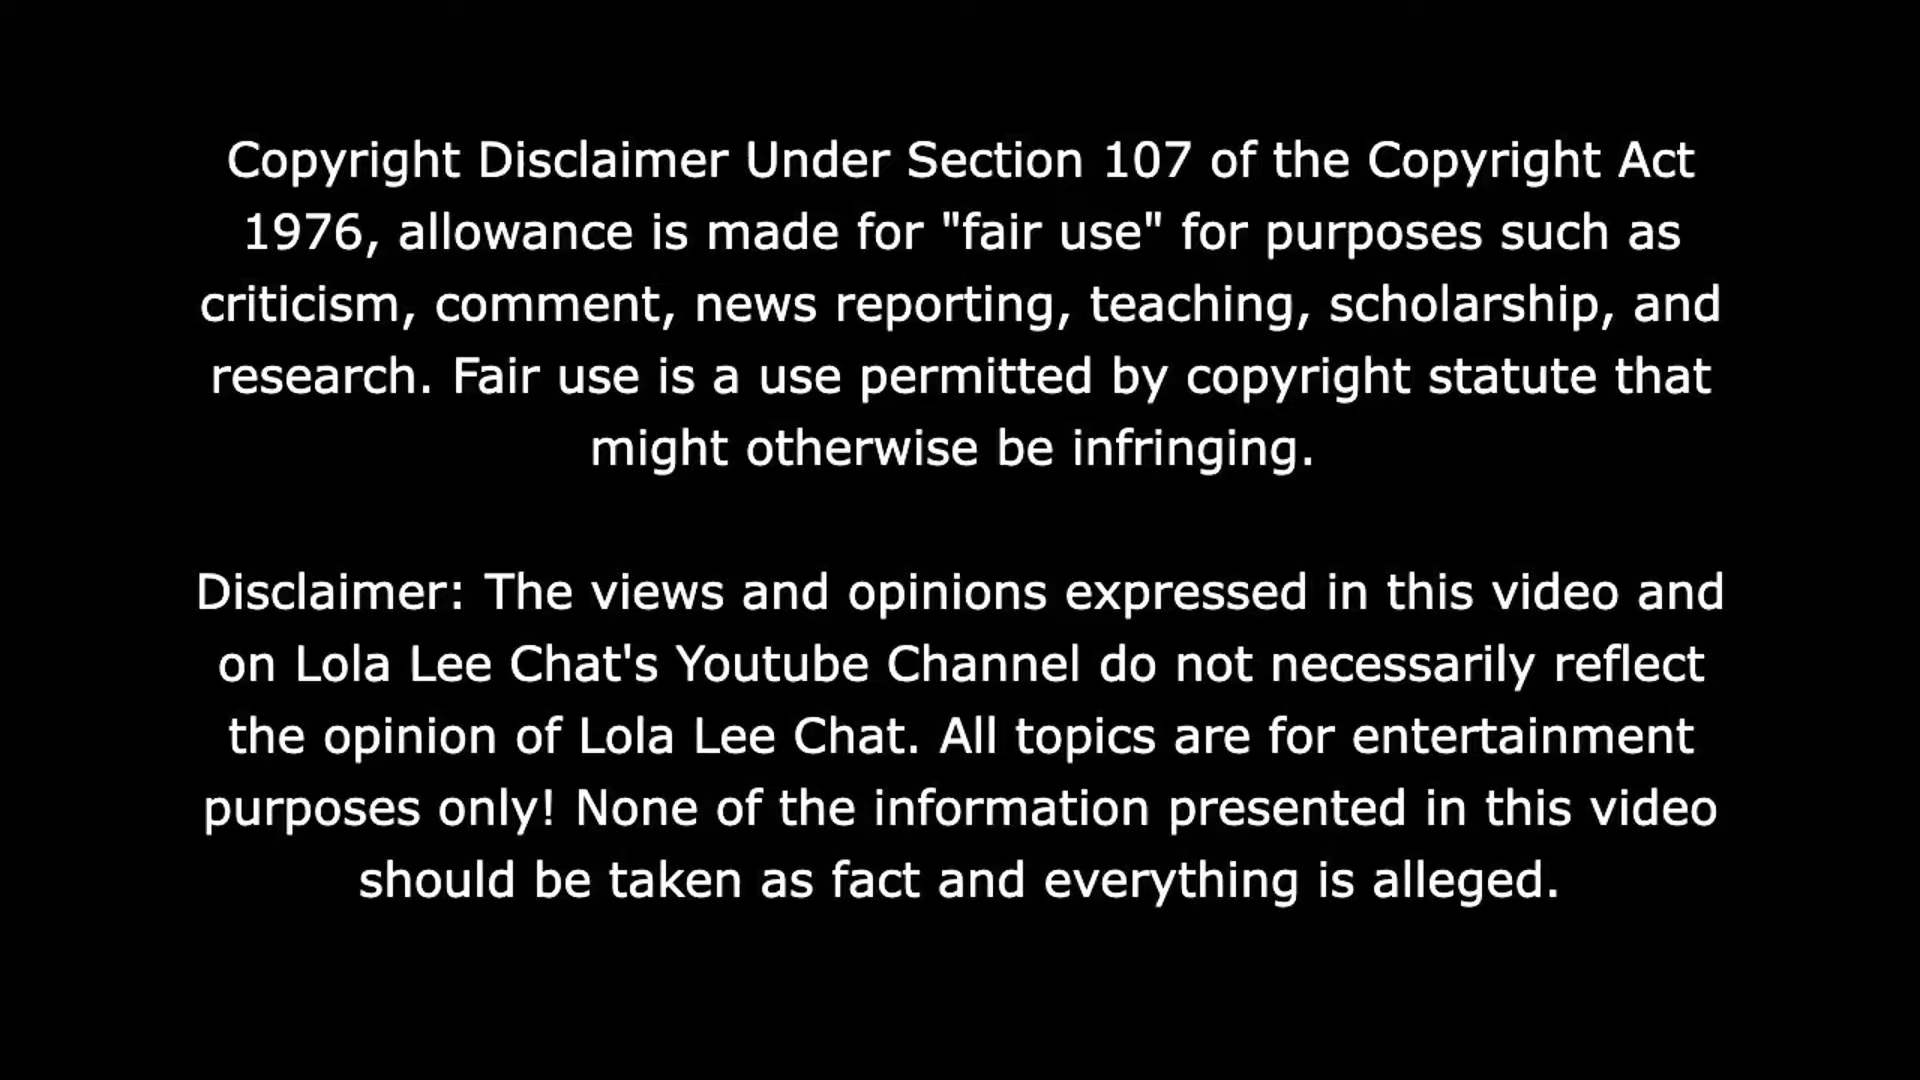 Copyright Disclaimer Under Section 107 of the Copyright Act
1976, allowance is made for "fair use" for purposes such as
criticism, comment, news reporting, teaching, scholarship, and
research. Fair use is a use permitted by copyright statute that
might otherwise be infringing.
Disclaimer: The views and opinions expressed in this video and
on Lola Lee Chat's Youtube Channel do not necessarily reflect
the opinion of Lola Lee Chat. All topics are for entertainment
purposes only! None of the information presented in this video
should be taken as fact and everything is alleged.